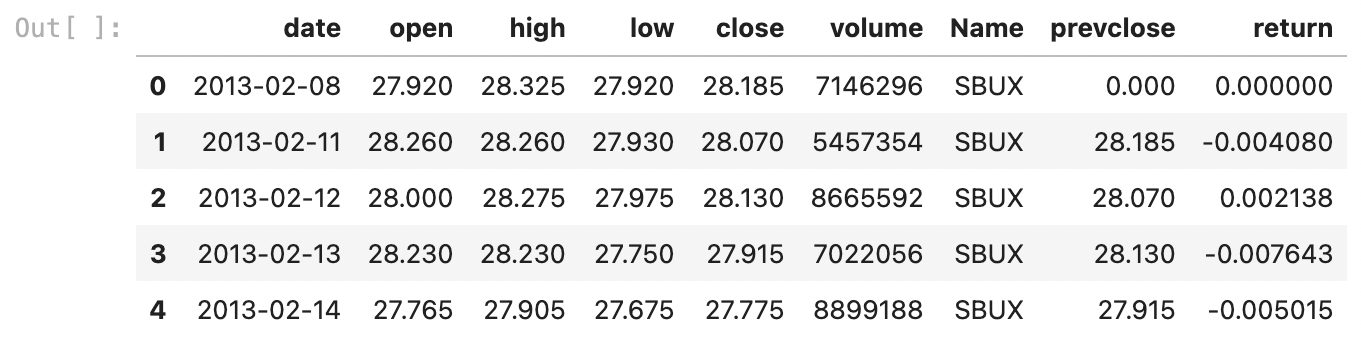 Out[ ]: date open high low close volume Name prevclose return
0 2013-02-08 27.920 28.325 27.920 28.185 7146296 SBUX 0.000 0.000000
1 2013-02-11 28.260 28.260 27.930 28.070 5457354 SBUX 28.185 -0.004080
2 2013-02-12 28.000 28.275 27.975 28.130 8665592 SBUX 28.070 0.002138
3 2013-02-13 28.230 28.230 27.750 27.915 7022056 SBUX 28.130 -0.007643
4 2013-02-14 27.765 27.905 27.675 27.775 8899188 SBUX 27.915 -0.005015